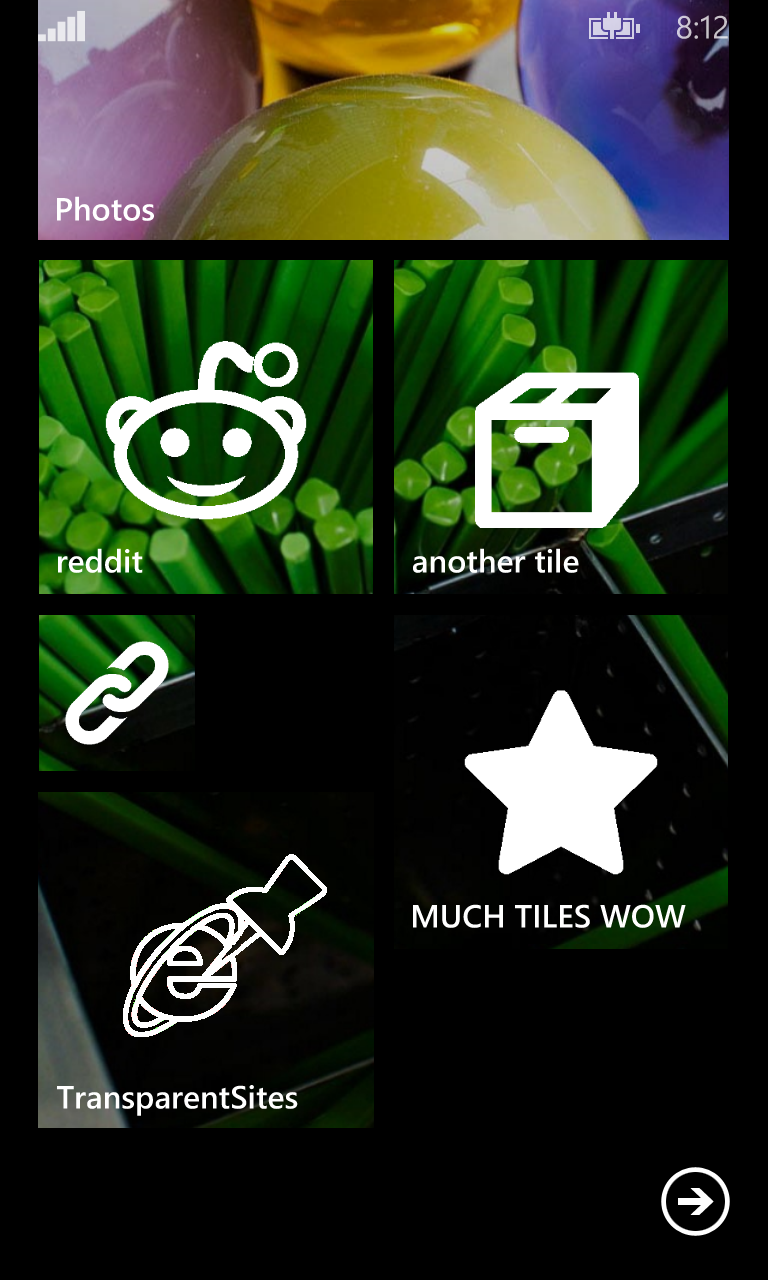 8:12
Photos
reddit
another tile
MUCH TILES WOW
TransparentSites